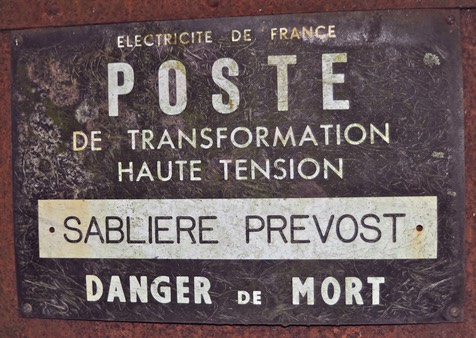 ELECTRICITE DE FRANCE
POSTE
DE TRANSFORMATION
HAUTE TENSION
SABLIERE PREVOST
DANGER DE MORT